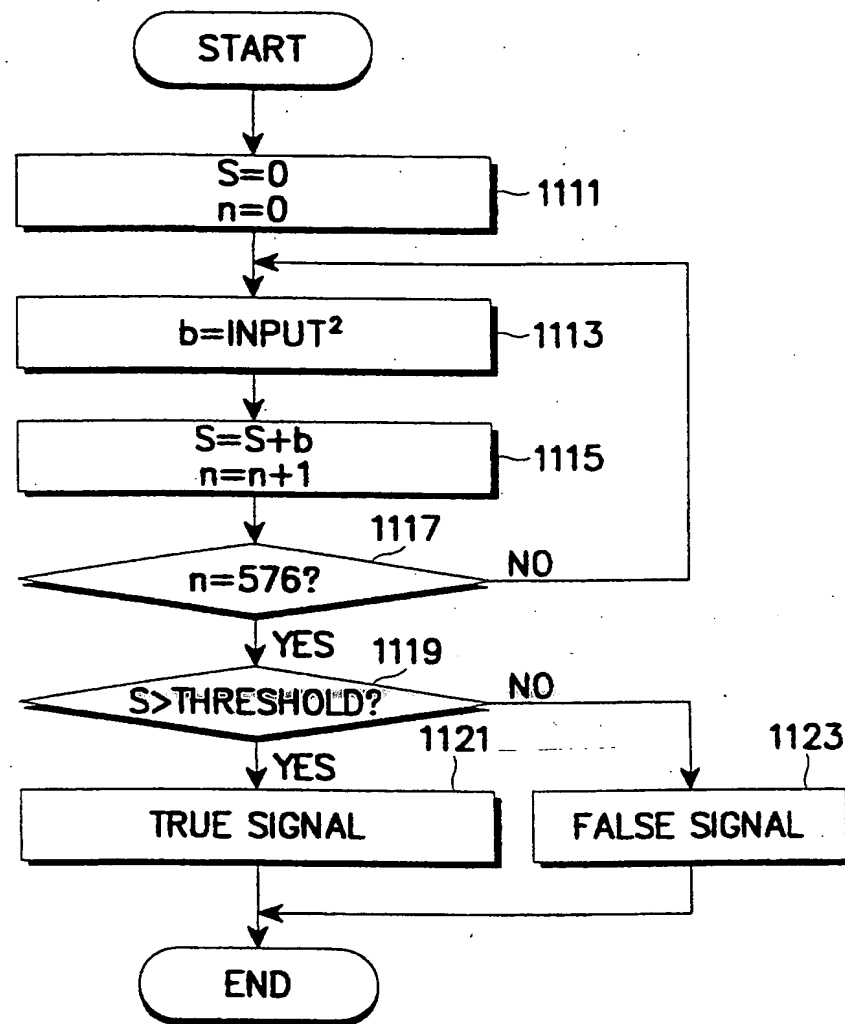 START
S=0
n=0
1111
b=INPUT²
1113
S=S+b
n=n+1
1115
1117
n=576?
NO
YES
1119
S>THRESHOLD?
NO
YES
1121
1123
TRUE SIGNAL
FALSE SIGNAL
END